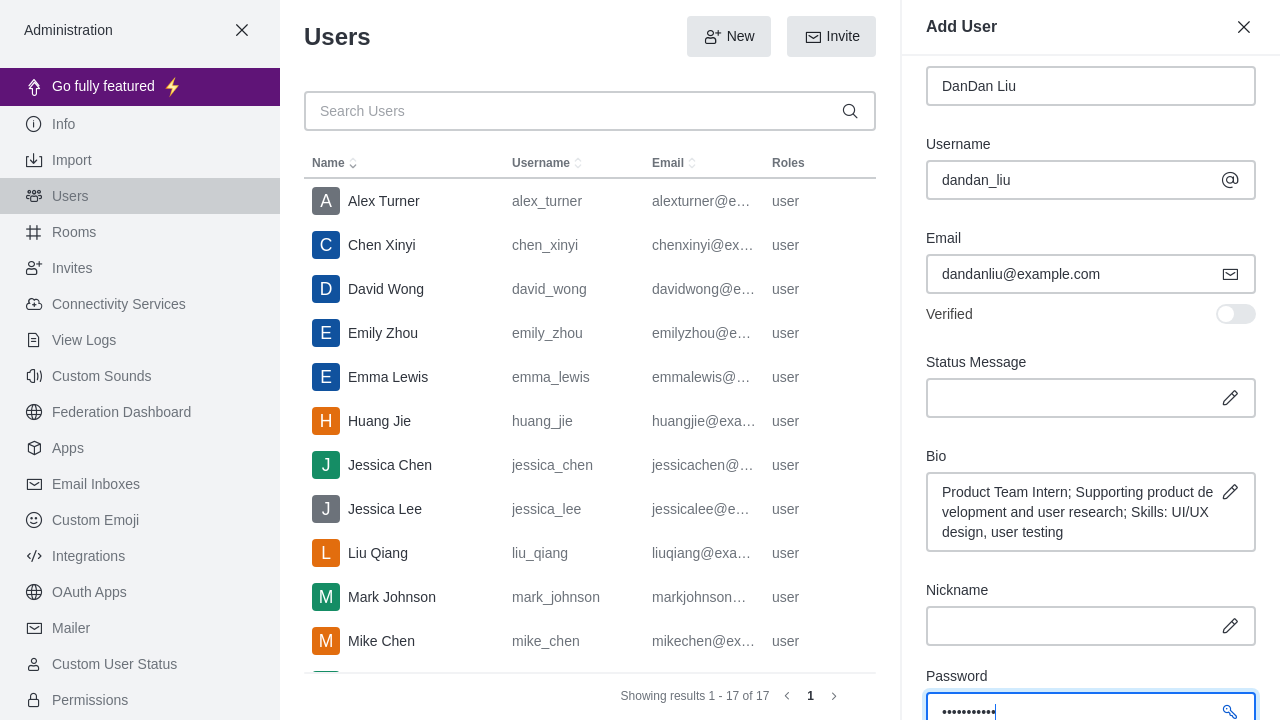 Administration
Go fully featured ⚡
Info
Import
Users
Rooms
Invites
Connectivity Services
View Logs
Custom Sounds
Federation Dashboard
Apps
Email Inboxes
Custom Emoji
Integrations
OAuth Apps
Mailer
Custom User Status
Permissions
Users
New
Invite
Search Users
Name Username Email Roles
A Alex Turner alex_turner alexturner@e… user
C Chen Xinyi chen_xinyi chenxinyi@ex… user
D David Wong david_wong davidwong@e… user
E Emily Zhou emily_zhou emilyzhou@e… user
E Emma Lewis emma_lewis emmalewis@… user
H Huang Jie huang_jie huangjie@exa… user
J Jessica Chen jessica_chen jessicachen@… user
J Jessica Lee jessica_lee jessicalee@e… user
L Liu Qiang liu_qiang liuqiang@exa… user
M Mark Johnson mark_johnson markjohnson… user
M Mike Chen mike_chen mikechen@ex… user
Showing results 1 - 17 of 17 1
Add User
DanDan Liu
Username
dandan_liu
Email
dandanliu@example.com
Verified
Status Message
Bio
Product Team Intern; Supporting product de
velopment and user research; Skills: UI/UX
design, user testing
Nickname
Password
•••••••••••